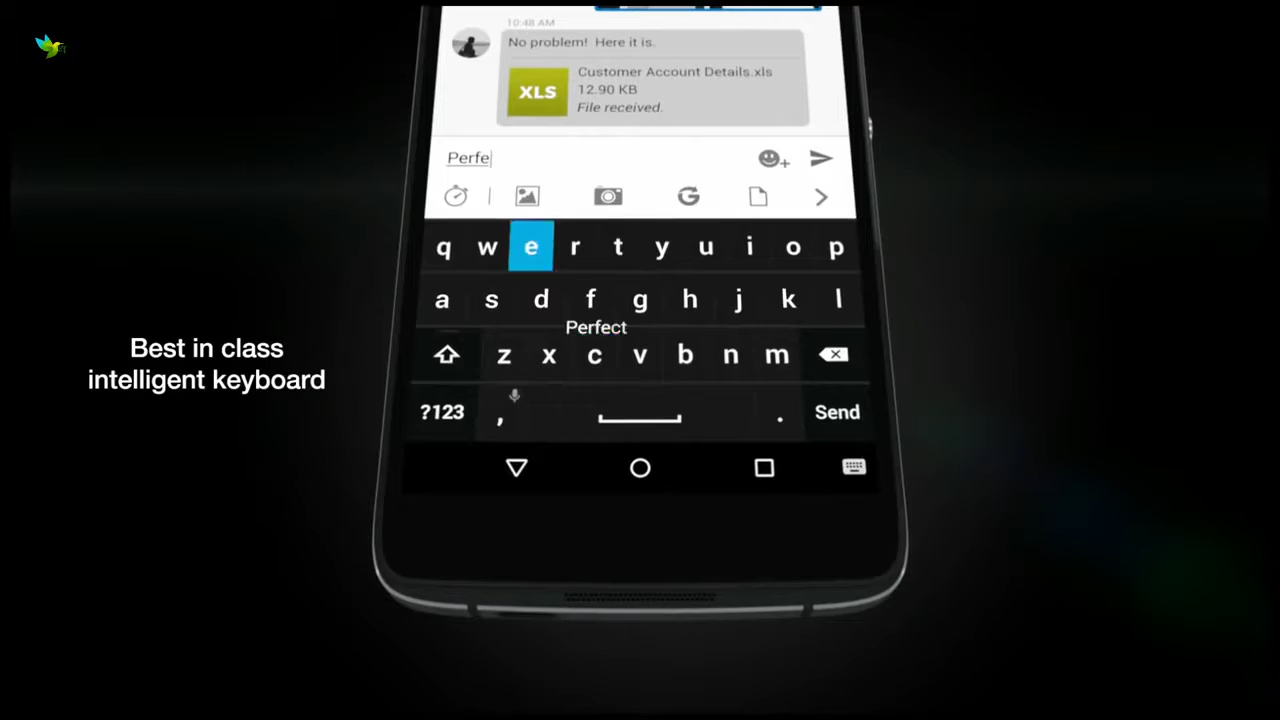 10:48 AM
No problem! Here it is.
XLS
Customer Account Details.xls
12.90 KB
File received.
Perfe
q w e r t y u i o p
a s d f g h j k l
Perfect
z x c v b n m
?123 , . Send
Best in class
intelligent keyboard